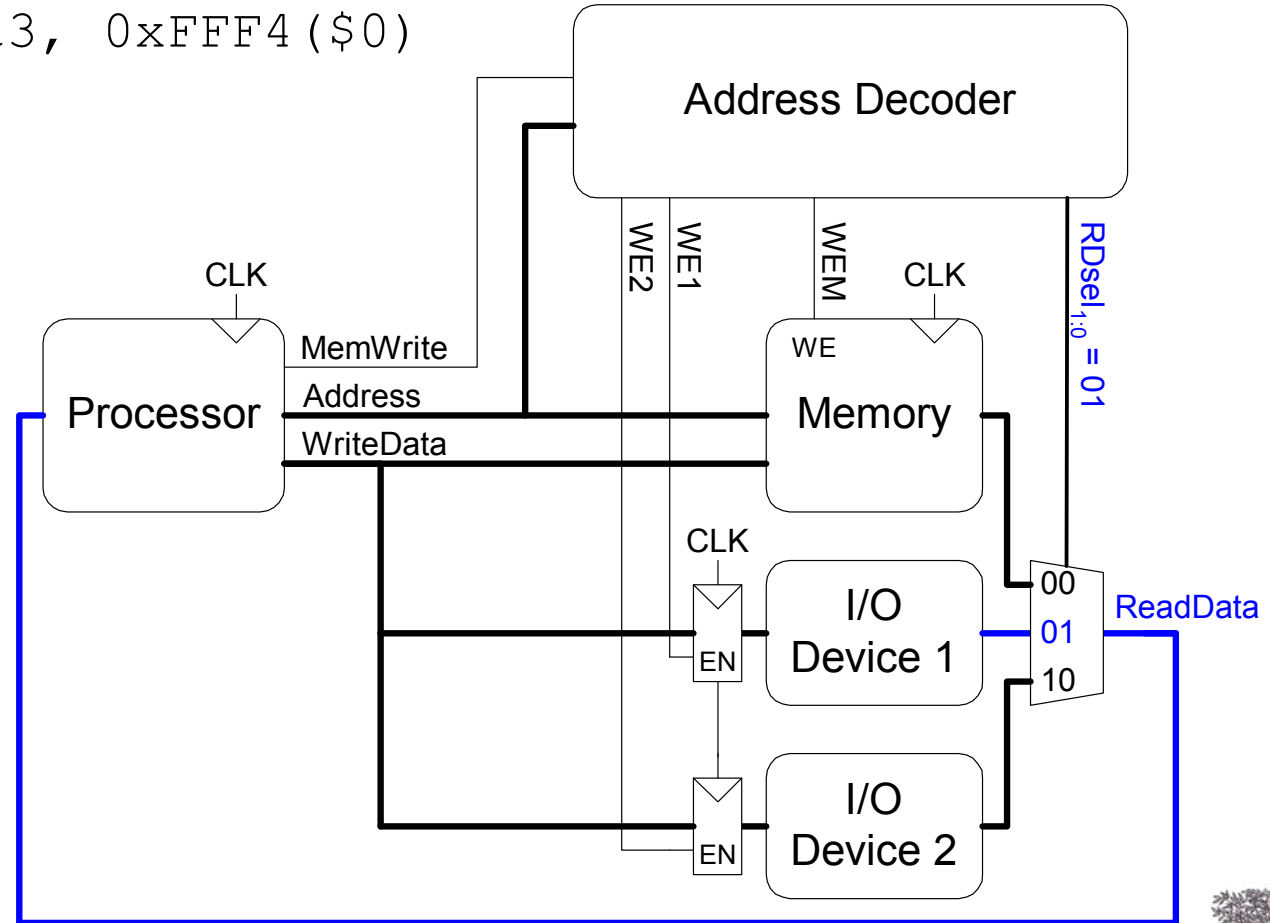 3, 0xFFF4($0)
Address Decoder
WE2
WE1
WEM
RDsel1:0 = 01
CLK
CLK
Processor
MemWrite
Address
WriteData
WE
Memory
CLK
EN
I/O
Device 1
00
01
10
ReadData
EN
I/O
Device 2